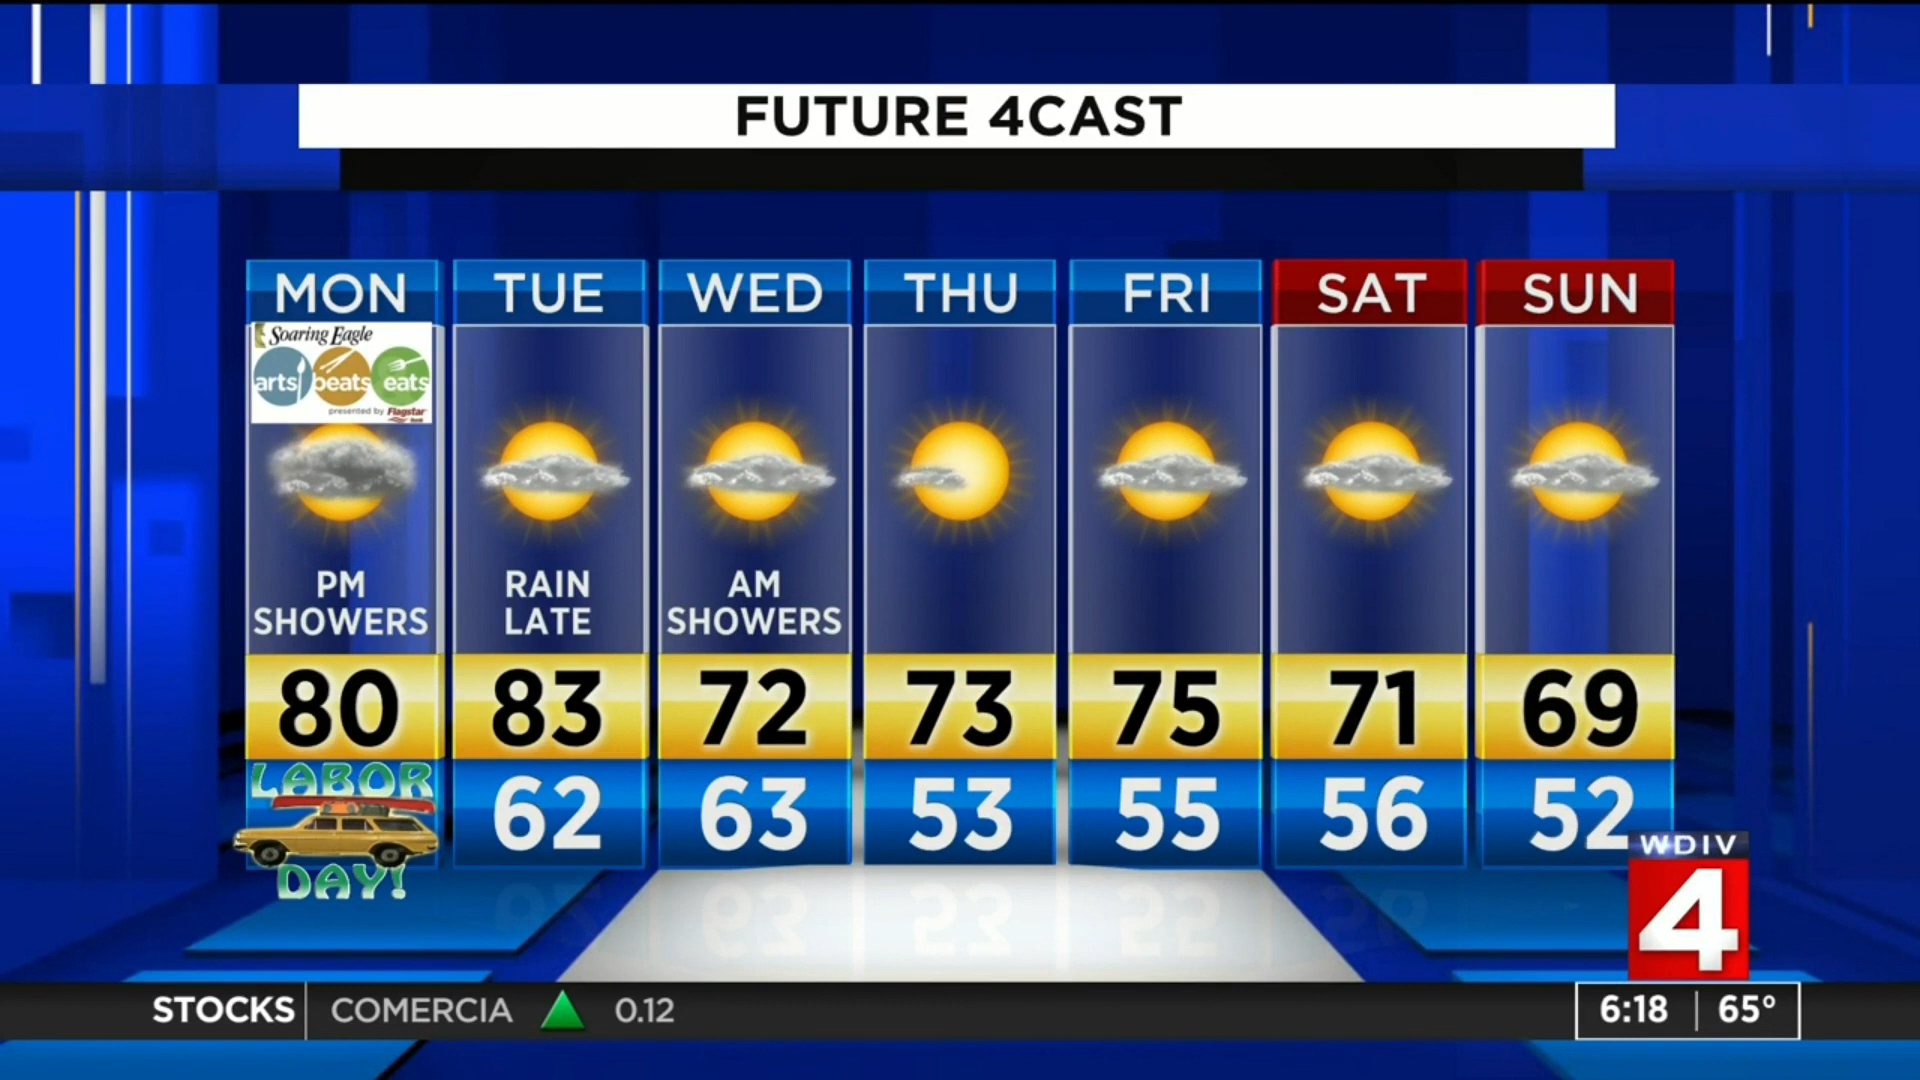 FUTURE 4CAST
MON
TUE
WED
THU
FRI
SAT
SUN
Soaring Eagle
arts beats eats
presented by Flagstar
Bank
PM
SHOWERS
RAIN
LATE
AM
SHOWERS
80
83
72
73
75
71
69
LABOR
DAY!
62
63
53
55
56
52
WDIV
4
STOCKS
COMERCIA
0.12
6:18
65°